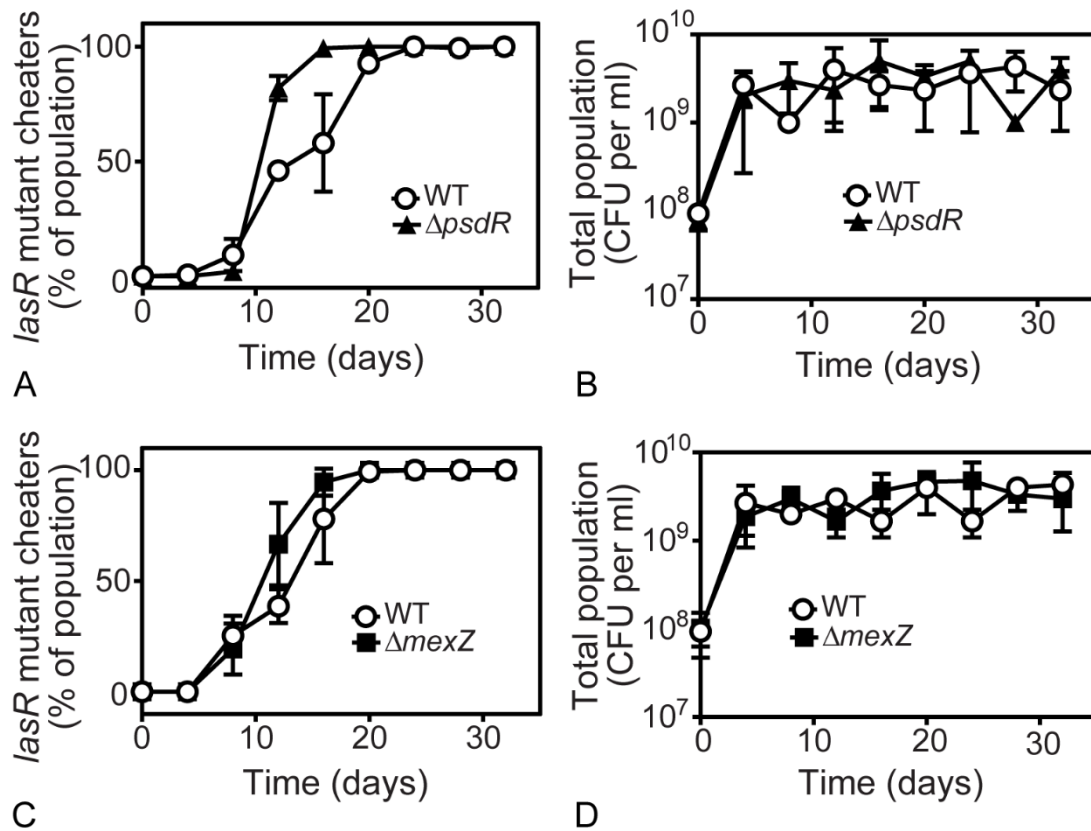 lasR mutant cheaters
(% of population)
100
50
0
WT
ΔpsdR
0 10 20 30
Time (days)
A
Total population
(CFU per ml)
10^10
10^9
10^8
10^7
WT
ΔpsdR
0 10 20 30
Time (days)
B
lasR mutant cheaters
(% of population)
100
50
0
WT
ΔmexZ
0 10 20 30
Time (days)
C
Total population
(CFU per ml)
10^10
10^9
10^8
10^7
WT
ΔmexZ
0 10 20 30
Time (days)
D